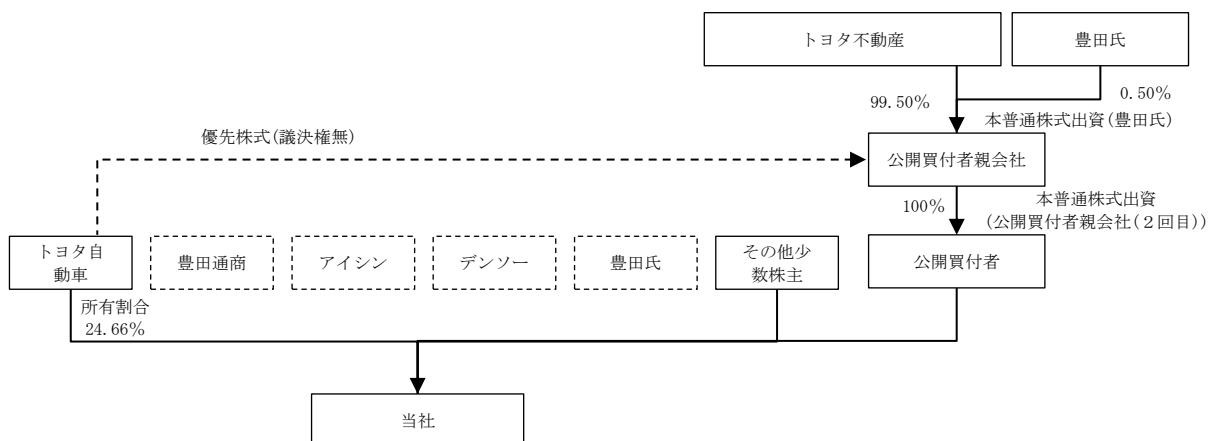 トヨタ不動産
豊田氏
99.50%
0.50%
本普通株式出資(豊田氏)
優先株式(議決権無)
公開買付者親会社
100%
本普通株式出資
(公開買付者親会社(２回目))
トヨタ自
動車
豊田通商
アイシン
デンソー
豊田氏
その他少
数株主
公開買付者
所有割合
24.66%
当社